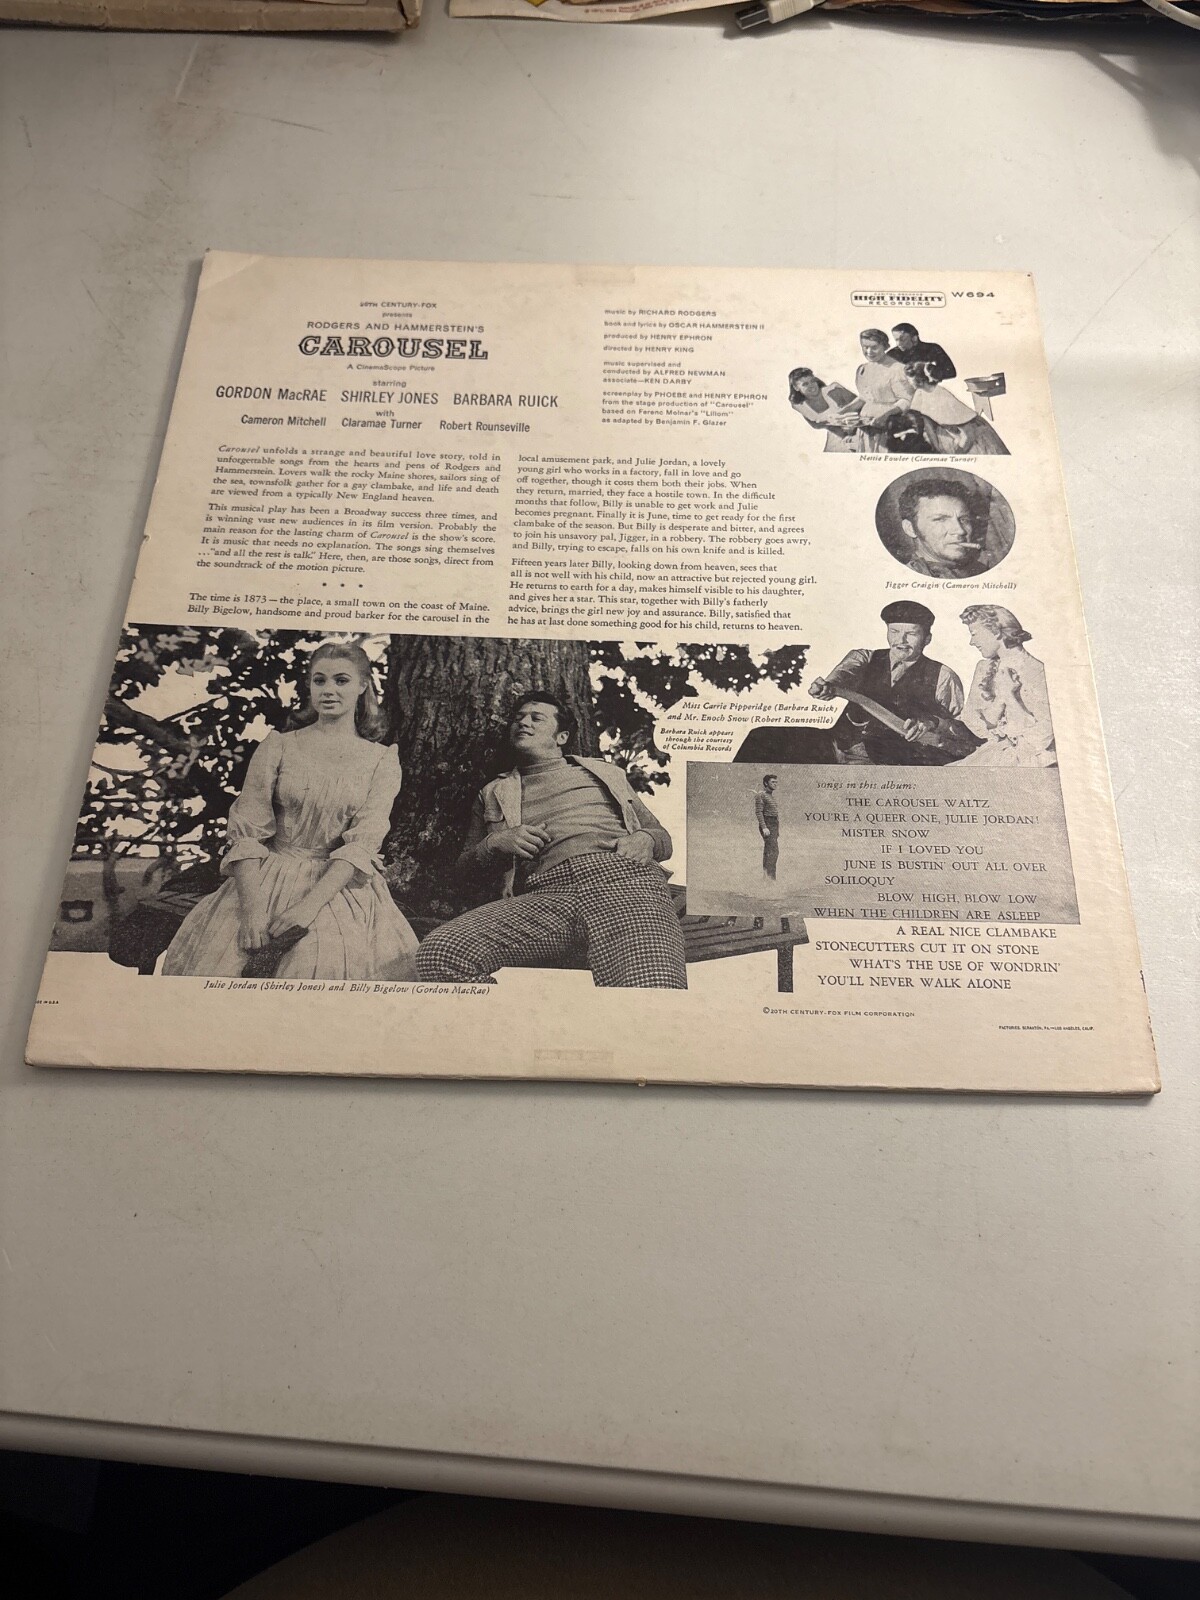 20TH CENTURY-FOX
presents
RODGERS AND HAMMERSTEIN'S
CAROUSEL
A CinemaScope Picture
starring
GORDON MacRAE SHIRLEY JONES BARBARA RUICK
with
Cameron Mitchell Claramae Turner Robert Rounseville
music by RICHARD RODGERS
book and lyrics by OSCAR HAMMERSTEIN II
produced by HENRY EPHRON
directed by HENRY KING
music supervised and
conducted by ALFRED NEWMAN
associate—KEN DARBY
screenplay by PHOEBE and HENRY EPHRON
from the stage production of "Carousel"
based on Ferenc Molnar's "Liliom"
as adapted by Benjamin F. Glazer
HIGH FIDELITY
RECORDING
W694
Carousel unfolds a strange and beautiful love story, told in
unforgettable songs from the hearts and pens of Rodgers and
Hammerstein. Lovers walk the rocky Maine shores, sailors sing of
the sea, townsfolk gather for a gay clambake, and life and death
are viewed from a typically New England heaven.
This musical play has been a Broadway success three times, and
is winning vast new audiences in its film version. Probably the
main reason for the lasting charm of Carousel is the show's score.
It is music that needs no explanation. The songs sing themselves
..."and all the rest is talk." Here, then, are those songs, direct from
the soundtrack of the motion picture.
* * *
The time is 1873—the place, a small town on the coast of Maine.
Billy Bigelow, handsome and proud barker for the carousel in the
local amusement park, and Julie Jordan, a lovely
young girl who works in a factory, fall in love and go
off together, though it costs them both their jobs. When
they return, married, they face a hostile town. In the difficult
months that follow, Billy is unable to get work and Julie
becomes pregnant. Finally it is June, time to get ready for the first
clambake of the season. But Billy is desperate and bitter, and agrees
to join his unsavory pal, Jigger, in a robbery. The robbery goes awry,
and Billy, trying to escape, falls on his own knife and is killed.
Fifteen years later Billy, looking down from heaven, sees that
all is not well with his child, now an attractive but rejected young girl.
He returns to earth for a day, makes himself visible to his daughter,
and gives her a star. This star, together with Billy's fatherly
advice, brings the girl new joy and assurance. Billy, satisfied that
he has at last done something good for his child, returns to heaven.
Nettie Fowler (Claramae Turner)
Jigger Craigin (Cameron Mitchell)
Miss Carrie Pipperidge (Barbara Ruick)
and Mr. Enoch Snow (Robert Rounseville)
Barbara Ruick appears
through the courtesy
of Columbia Records
songs in this album:
THE CAROUSEL WALTZ
YOU'RE A QUEER ONE, JULIE JORDAN!
MISTER SNOW
IF I LOVED YOU
JUNE IS BUSTIN' OUT ALL OVER
SOLILOQUY
BLOW HIGH, BLOW LOW
WHEN THE CHILDREN ARE ASLEEP
A REAL NICE CLAMBAKE
STONECUTTERS CUT IT ON STONE
WHAT'S THE USE OF WONDRIN'
YOU'LL NEVER WALK ALONE
Julie Jordan (Shirley Jones) and Billy Bigelow (Gordon MacRae)
IN U.S.A.
©20TH CENTURY-FOX FILM CORPORATION
FACTORIES: SCRANTON, PA.—LOS ANGELES, CALIF.